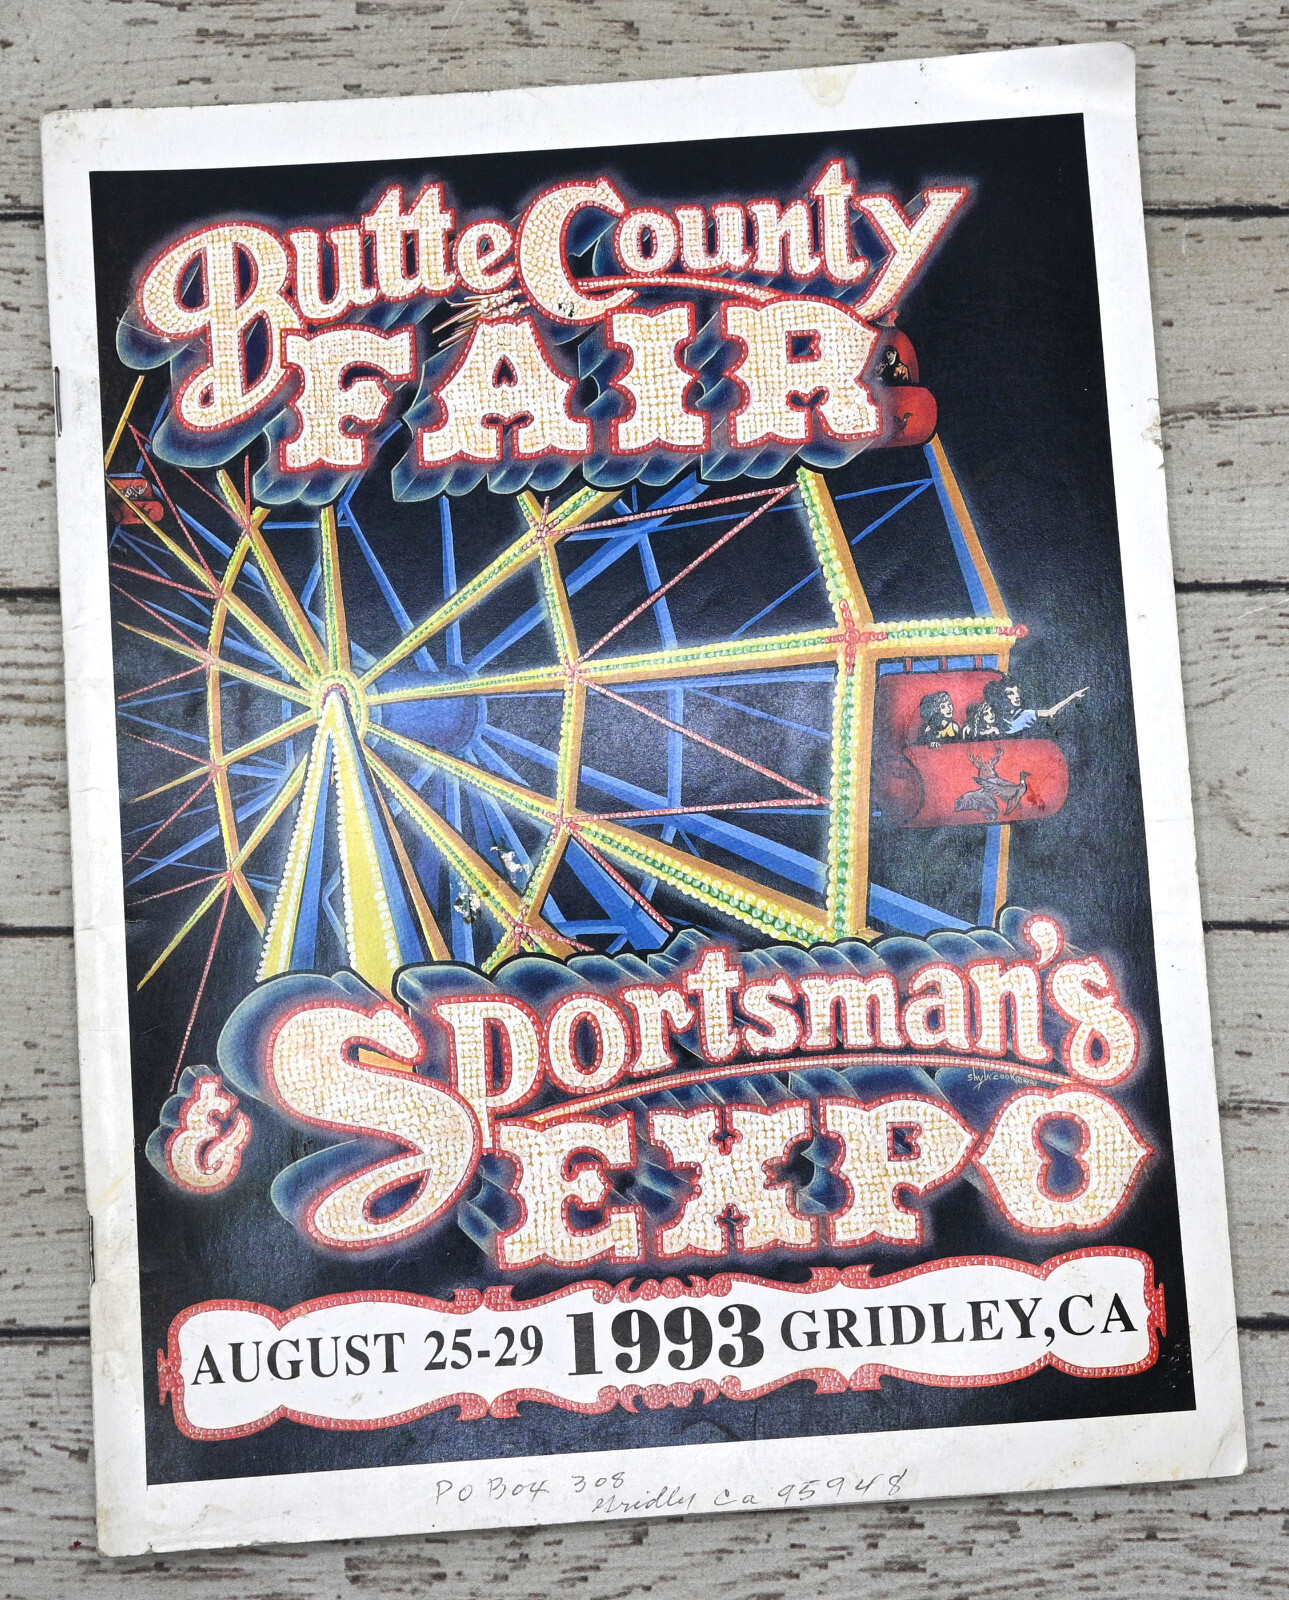 Butte County
FAIR
& Sportsman's
EXPO
AUGUST 25-29 1993 GRIDLEY, CA
PO Box 308
Gridley Ca 95948